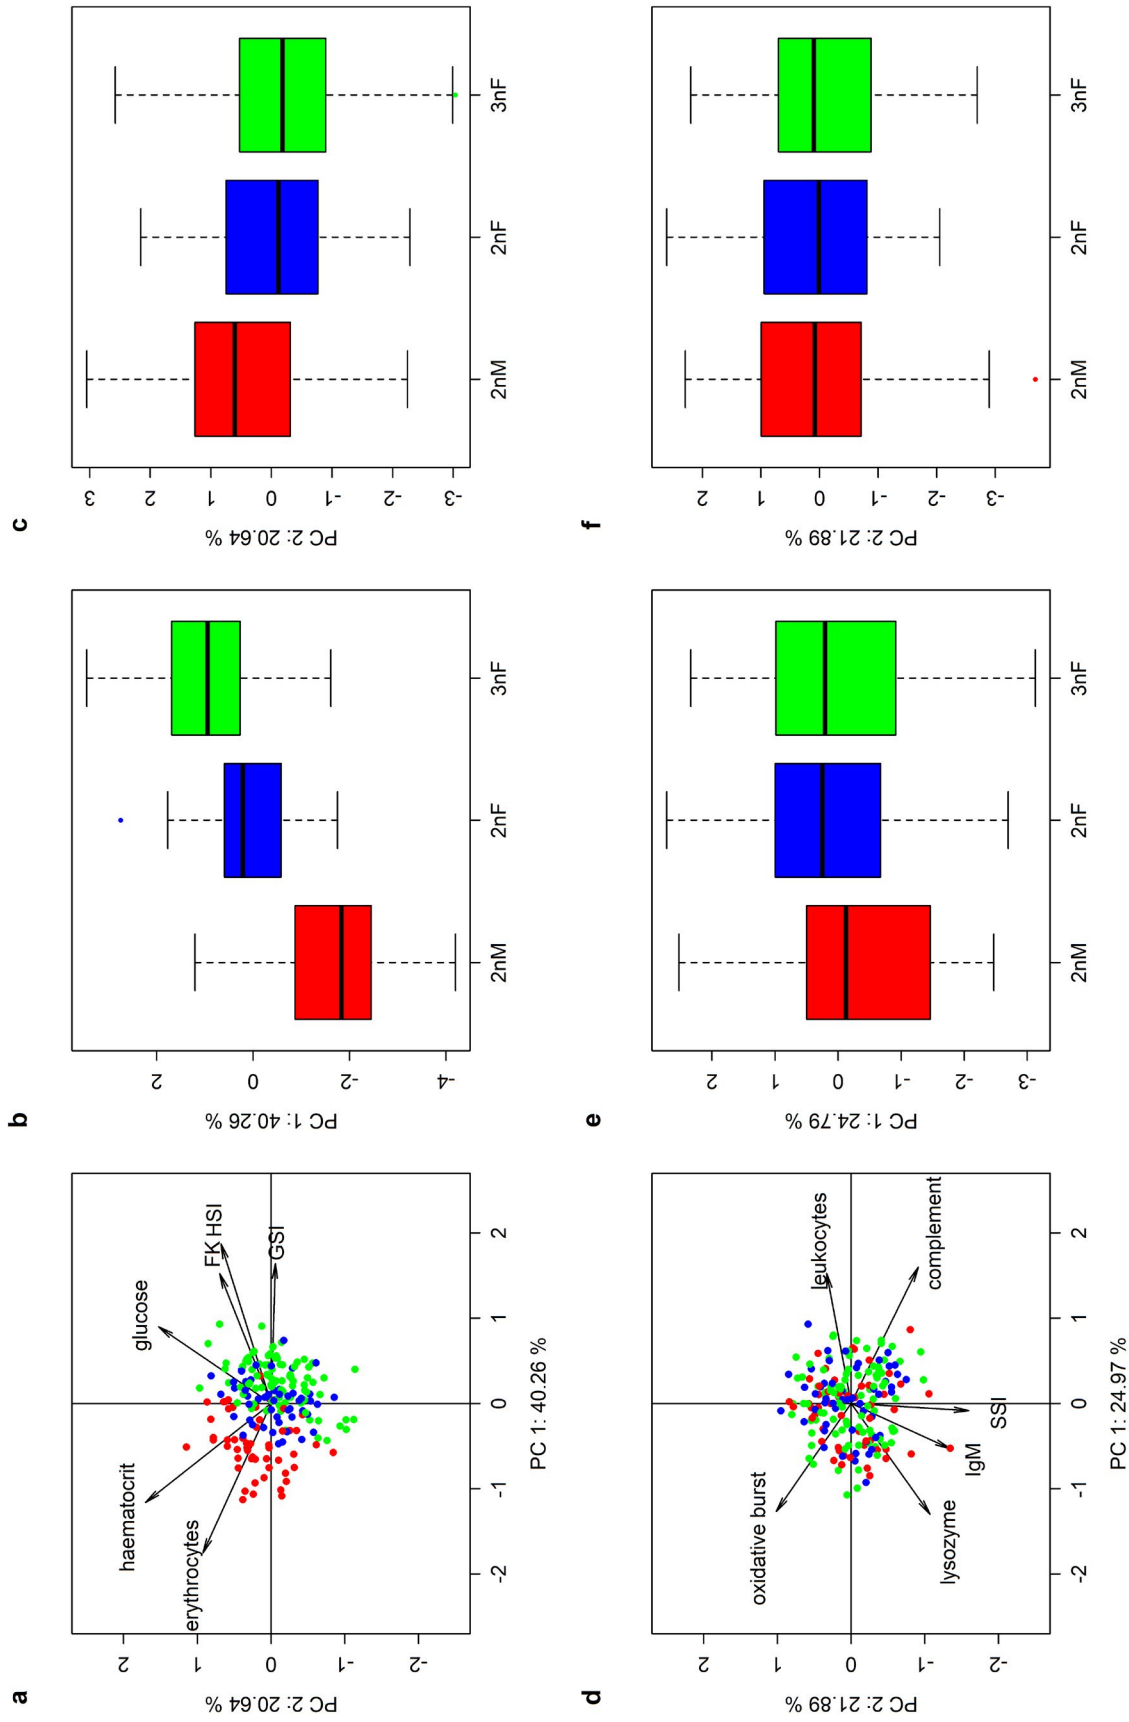 a
haematocrit
erythrocytes
glucose
FK HSI
GSI
2
1
0
-1
-2
PC 2: 20.64 %
-2
-1
0
1
2
PC 1: 40.26 %
b
2
0
-2
-4
PC 1: 40.26 %
2nM
2nF
3nF
c
3
2
1
0
-1
-2
-3
PC 2: 20.64 %
2nM
2nF
3nF
d
oxidative burst
leukocytes
complement
SSI
IgM
lysozyme
2
1
0
-1
-2
PC 2: 21.89 %
-2
-1
0
1
2
PC 1: 24.97 %
e
2
1
0
-1
-2
-3
PC 1: 24.79 %
2nM
2nF
3nF
f
2
1
0
-1
-2
-3
PC 2: 21.89 %
2nM
2nF
3nF